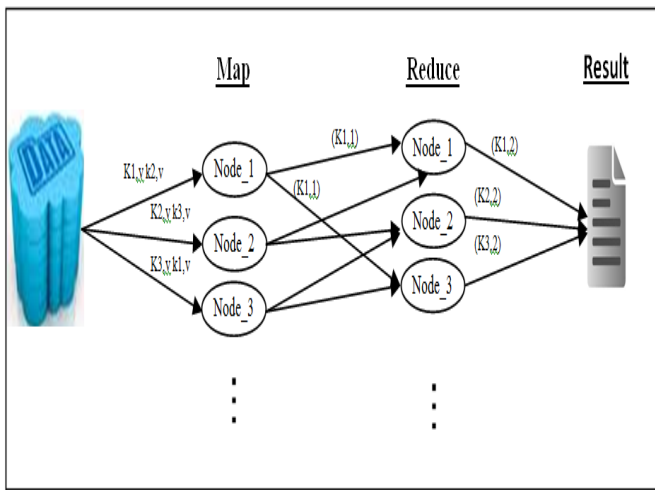 Map
Reduce
Result
DATA
K1,v k2,v
K2,v k3,v
K3,v k1,v
Node_1
Node_2
Node_3
(K1,1)
(K1,1)
Node_1
Node_2
Node_3
(K1,2)
(K2,2)
(K3,2)